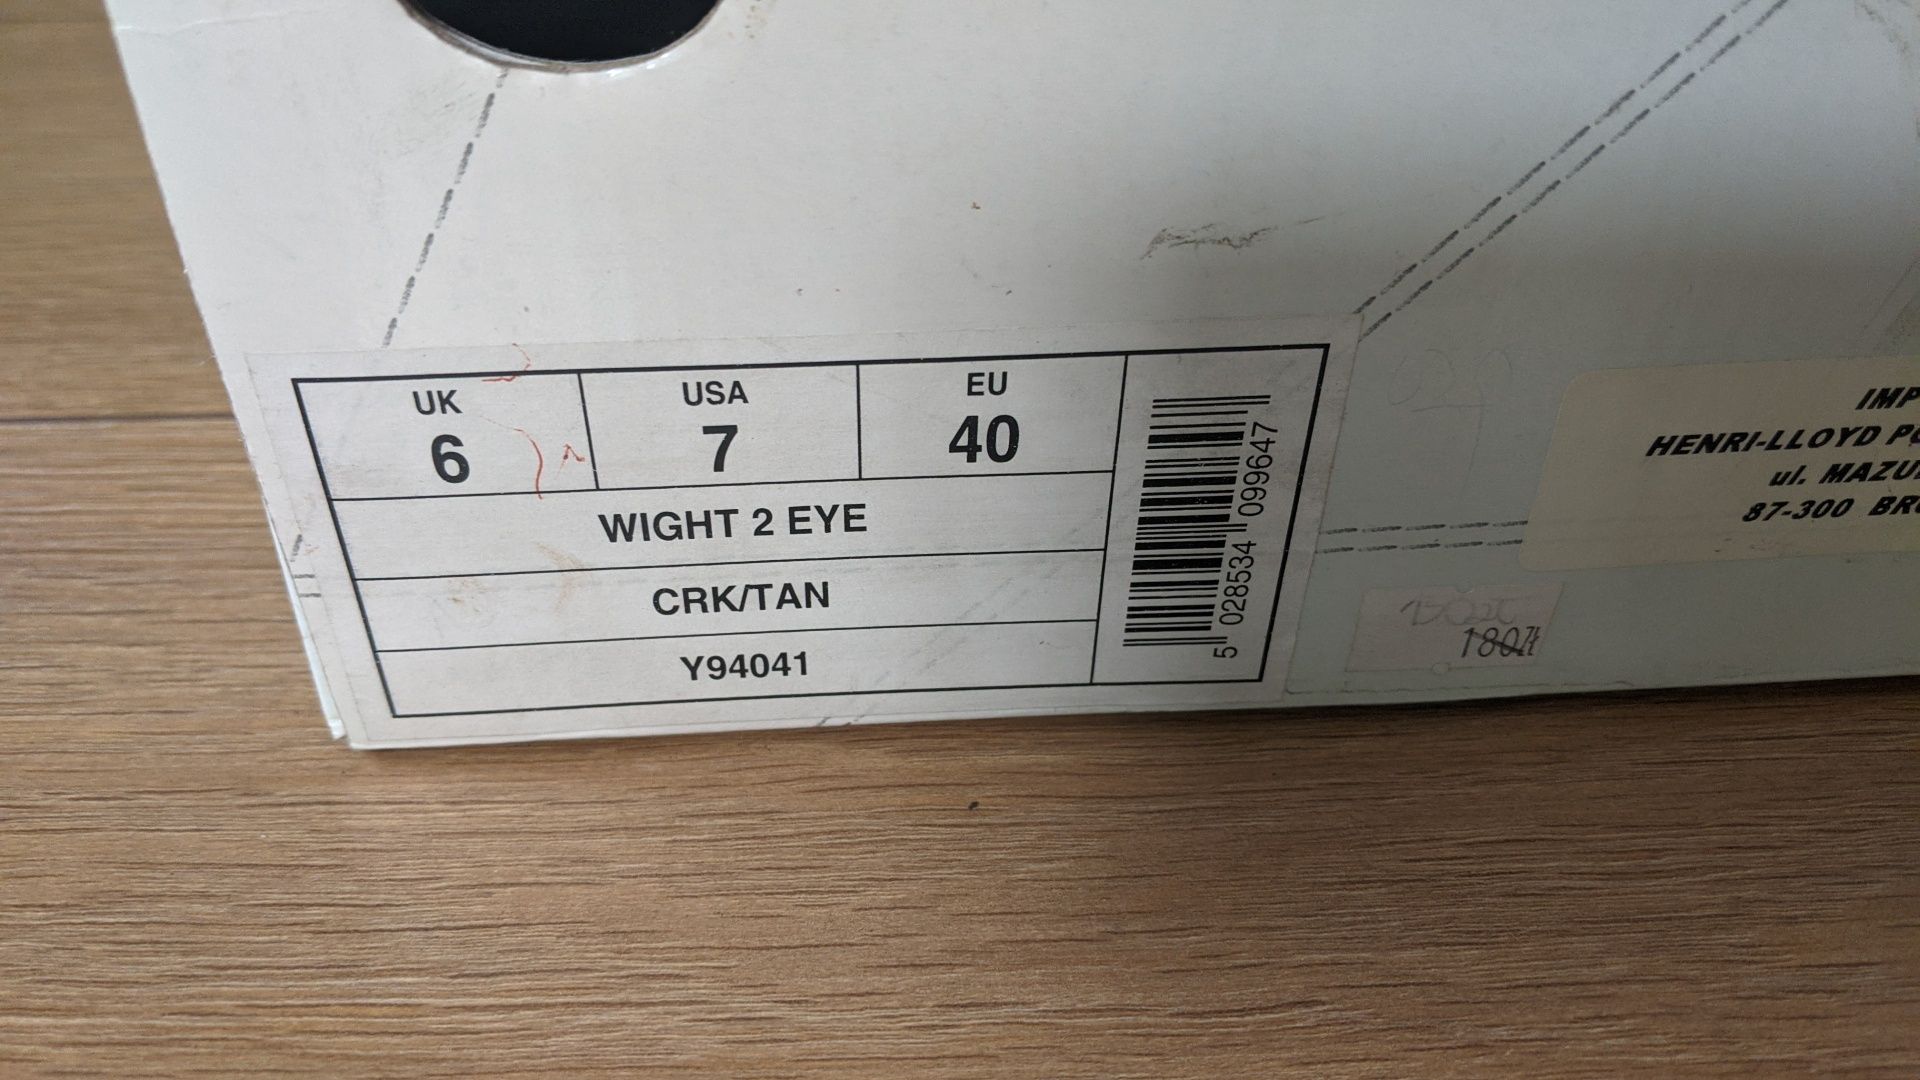 UK USA EU
6 7 40
WIGHT 2 EYE
CRK/TAN
Y94041
5 028534 099647
IMP
HENRI-LLOYD PO
ul. MAZU
87-300 BR
180zł